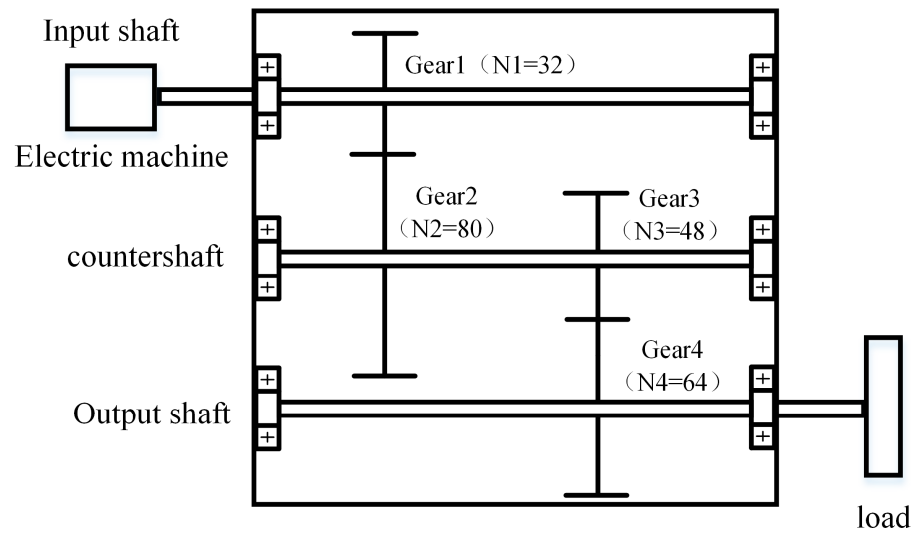 Input shaft
Gear1（N1=32）
Electric machine
Gear2
（N2=80）
Gear3
（N3=48）
countershaft
Gear4
（N4=64）
Output shaft
load